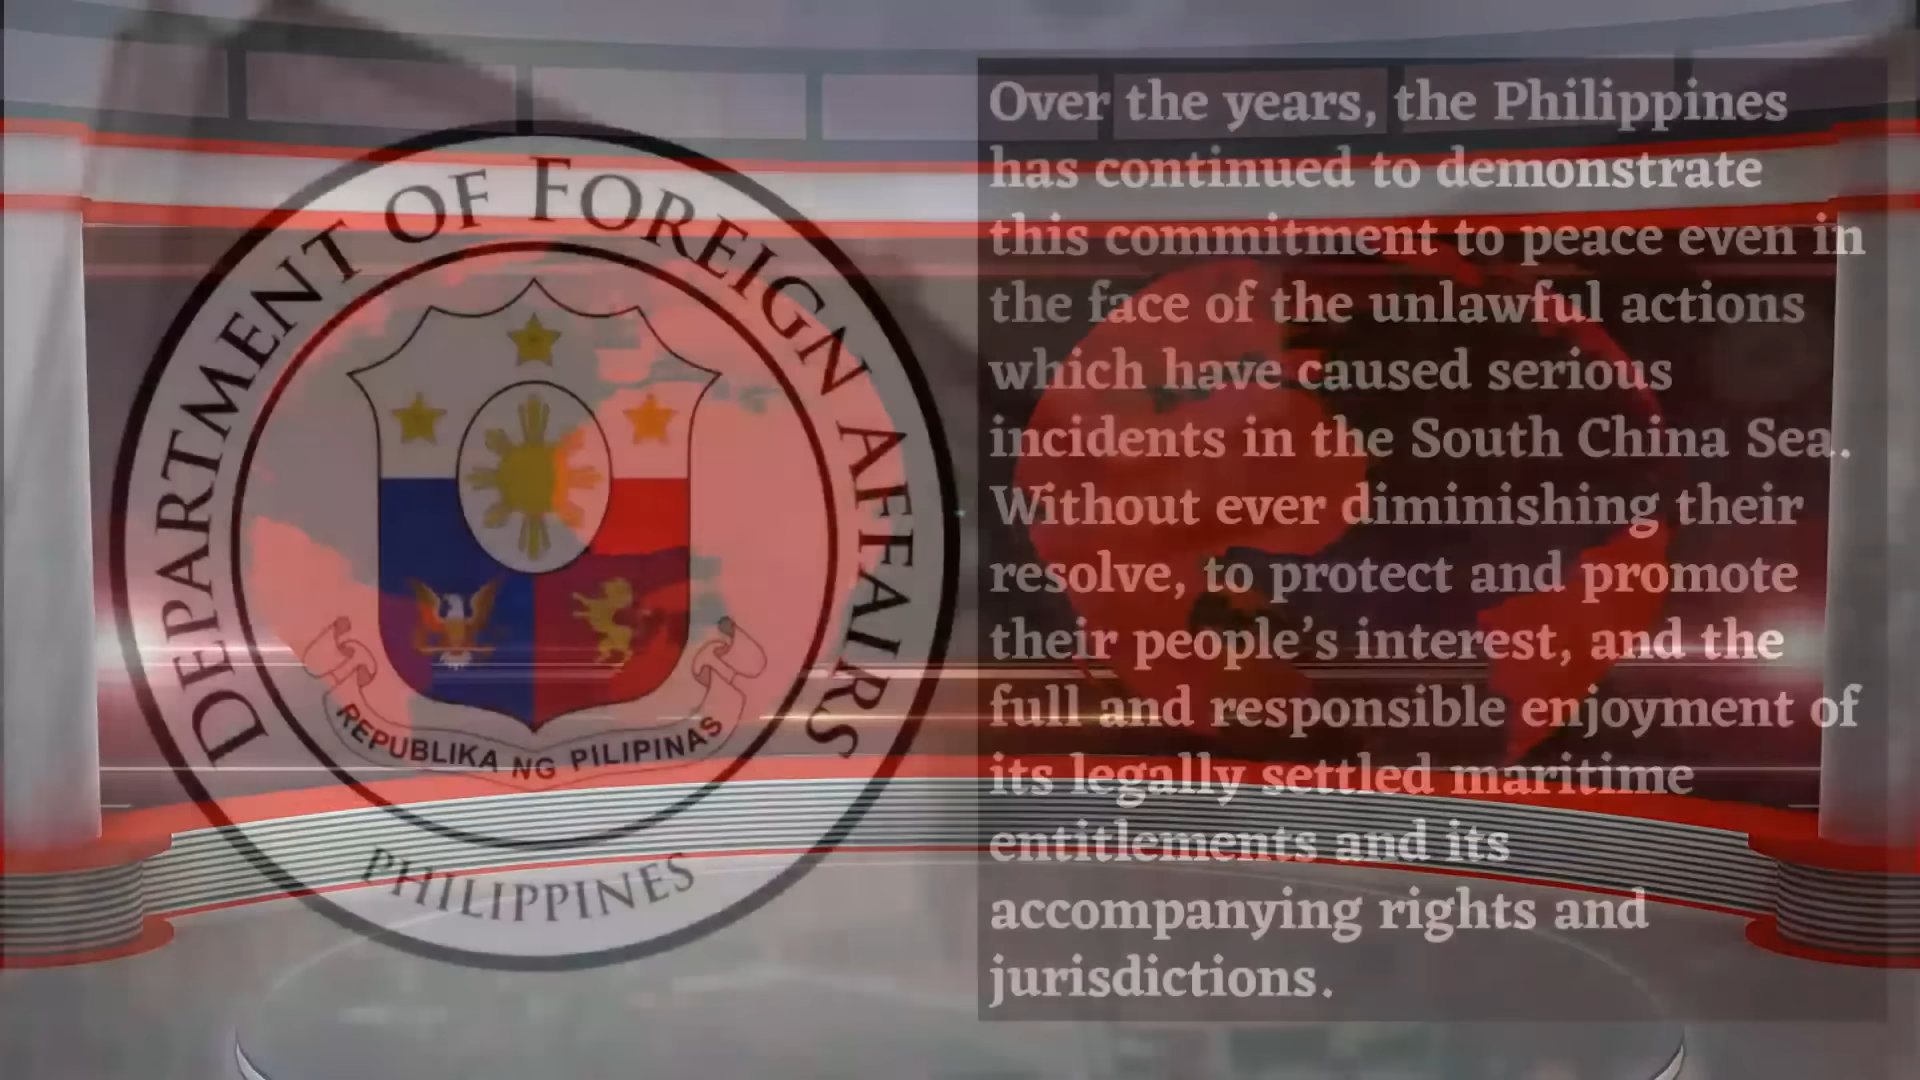 DEPARTMENT OF FOREIGN AFFAIRS
REPUBLIKA NG PILIPINAS
PHILIPPINES
Over the years, the Philippines
has continued to demonstrate
this commitment to peace even in
the face of the unlawful actions
which have caused serious
incidents in the South China Sea.
Without ever diminishing their
resolve, to protect and promote
their people's interest, and the
full and responsible enjoyment of
its legally settled maritime
entitlements and its
accompanying rights and
jurisdictions.